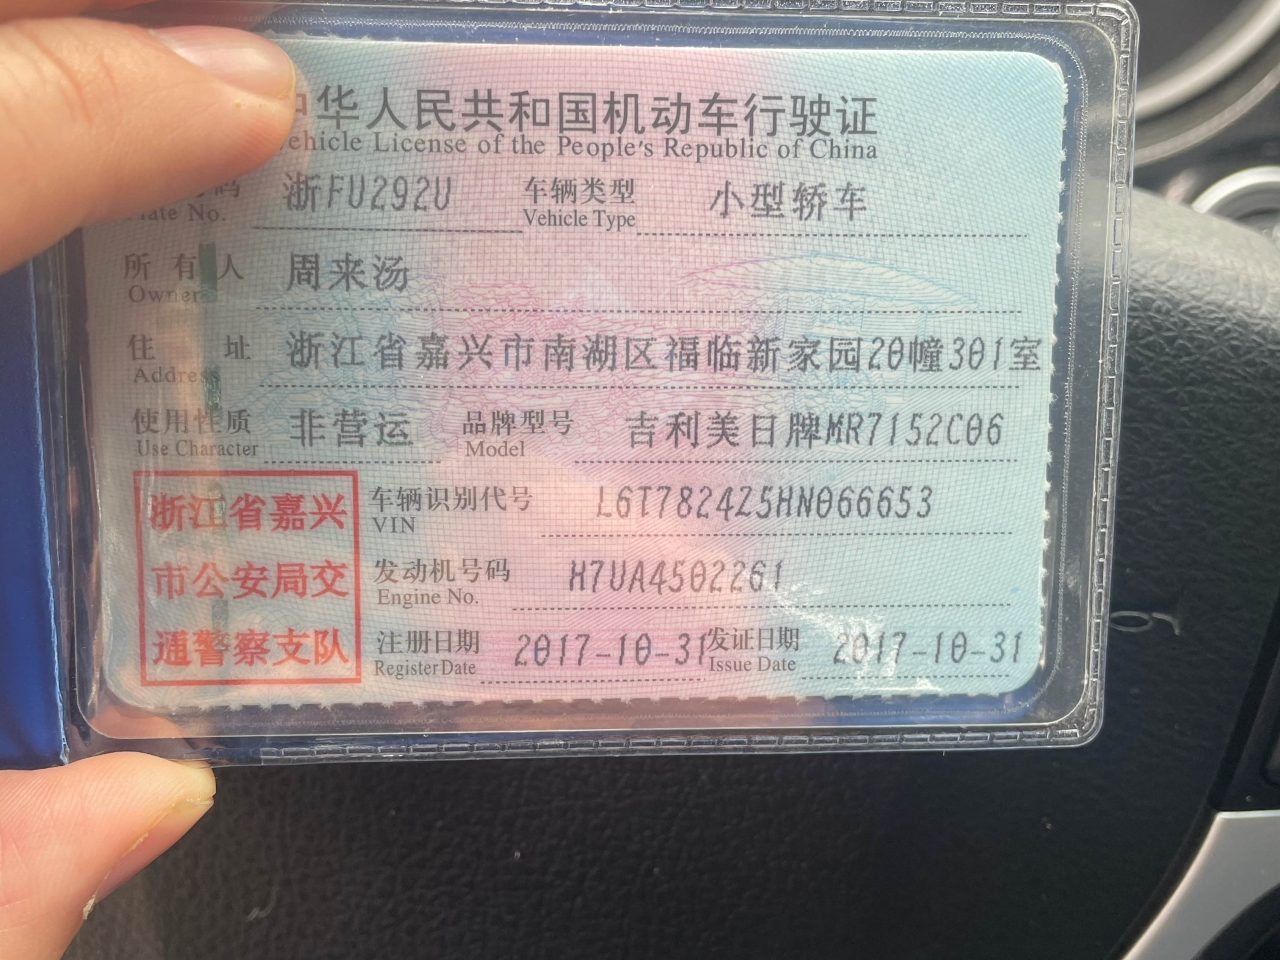 华人民共和国机动车行驶证
Vehicle License of the People's Republic of China
号码 浙FU292U 车辆类型 小型轿车
Plate No. Vehicle Type
所有人 周来汤
Owner
住址 浙江省嘉兴市南湖区福临新家园20幢301室
Address
使用性质 非营运 品牌型号 吉利美日牌MR7152C06
Use Character Model
浙江省嘉兴 车辆识别代号 L6T7824Z5HN066653
VIN
市公安局交 发动机号码 H7UA4502261
Engine No.
通警察支队 注册日期 2017-10-31 发证日期 2017-10-31
Register Date Issue Date